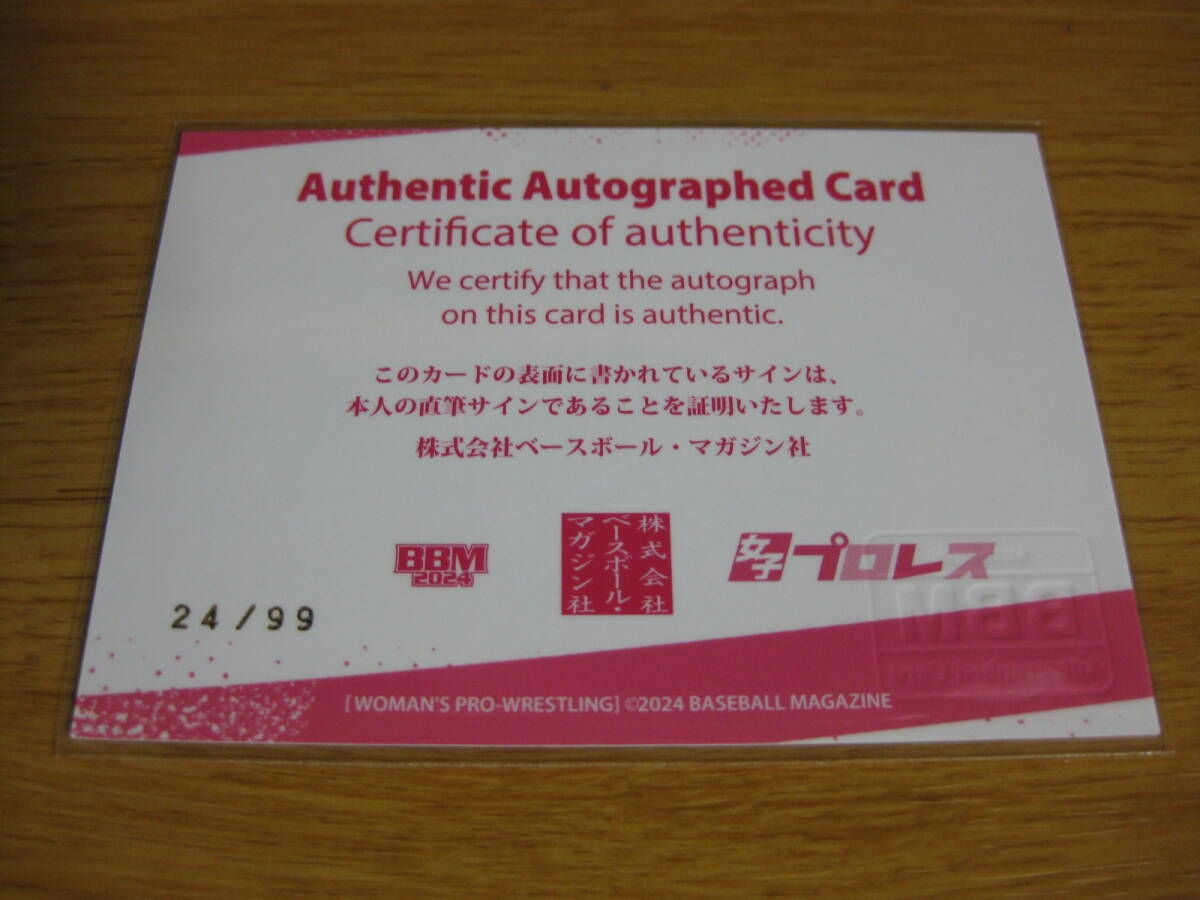 Authentic Autographed Card
Certificate of authenticity
We certify that the autograph
on this card is authentic.
このカードの表面に書かれているサインは、
本人の直筆サインであることを証明いたします。
株式会社ベースボール・マガジン社
BBM
2024
株式会社
ベースボール・
マガジン社
女子プロレス
BBM
24/99
[WOMAN'S PRO-WRESTLING] ©2024 BASEBALL MAGAZINE